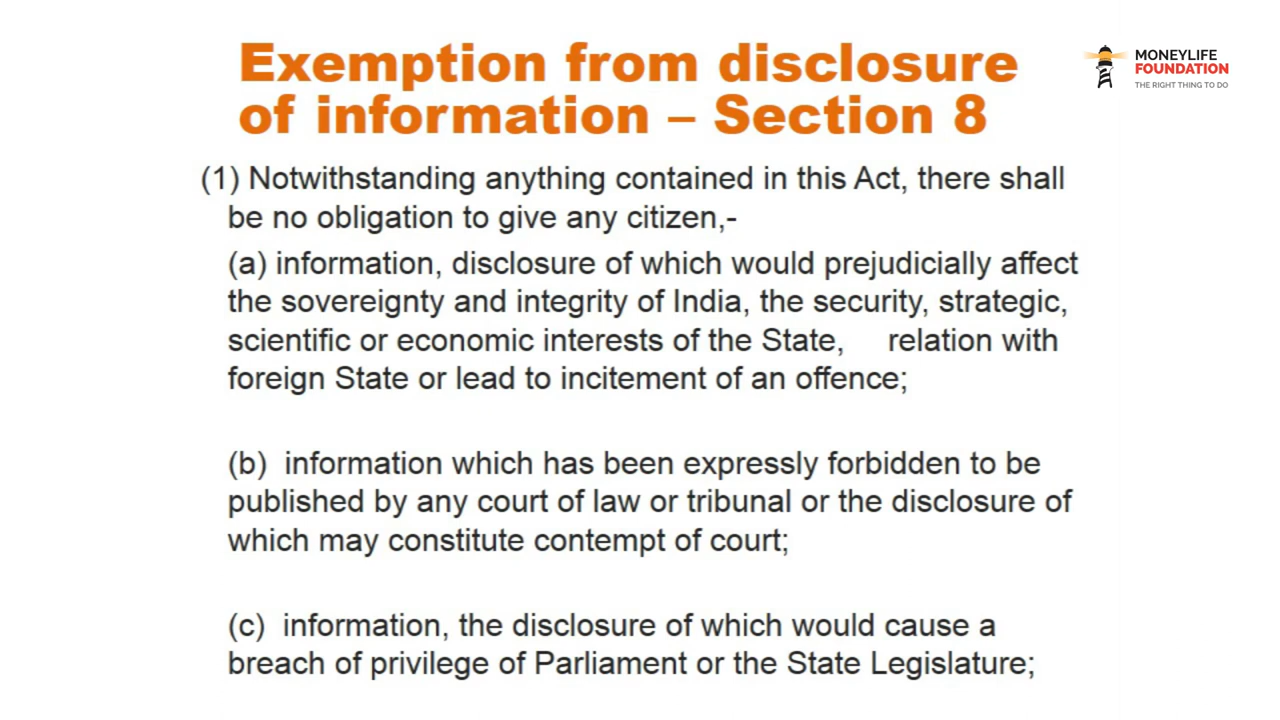 Exemption from disclosure
of information – Section 8
MONEYLIFE
FOUNDATION
THE RIGHT THING TO DO
(1) Notwithstanding anything contained in this Act, there shall
be no obligation to give any citizen,-
(a) information, disclosure of which would prejudicially affect
the sovereignty and integrity of India, the security, strategic,
scientific or economic interests of the State, relation with
foreign State or lead to incitement of an offence;
(b) information which has been expressly forbidden to be
published by any court of law or tribunal or the disclosure of
which may constitute contempt of court;
(c) information, the disclosure of which would cause a
breach of privilege of Parliament or the State Legislature;